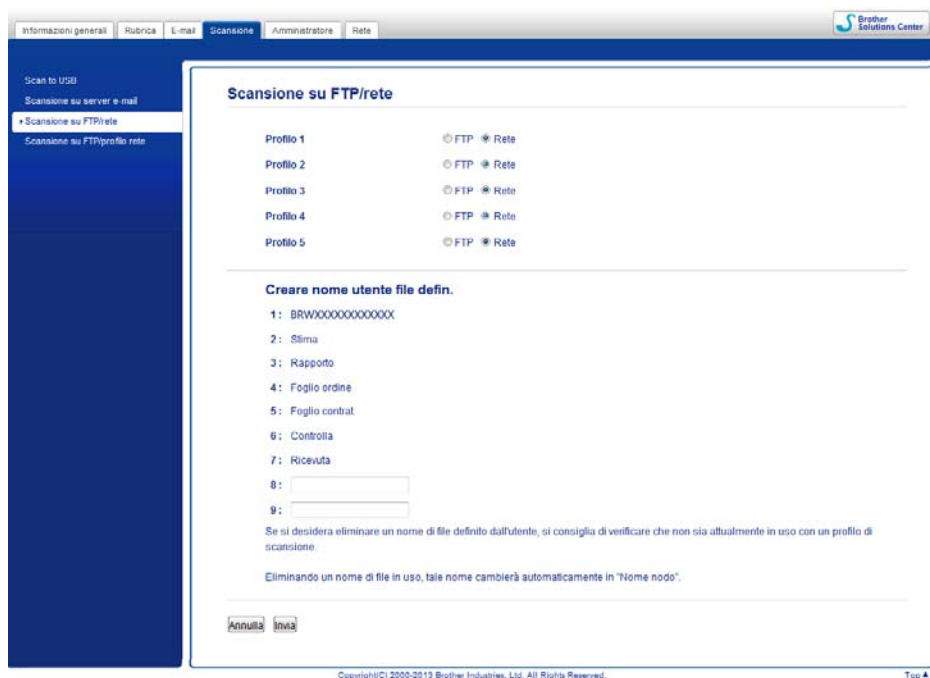 Informazioni generali Rubrica E-mail Scansione Amministratore Rete
Brother
Solutions Center
Scan to USB
Scansione su server e-mail
Scansione su FTP/rete
Scansione su FTP/profilo rete
Scansione su FTP/rete
Profilo 1 FTP Rete
Profilo 2 FTP Rete
Profilo 3 FTP Rete
Profilo 4 FTP Rete
Profilo 5 FTP Rete
Creare nome utente file defin.
1: BRWXXXXXXXXXXXX
2: Stima
3: Rapporto
4: Foglio ordine
5: Foglio contrat.
6: Controlla
7: Ricevuta
8:
9:
Se si desidera eliminare un nome di file definito dall'utente, si consiglia di verificare che non sia attualmente in uso con un profilo di
scansione.
Eliminando un nome di file in uso, tale nome cambierà automaticamente in "Nome nodo".
Annulla Invia
Copyright(C) 2000-2013 Brother Industries, Ltd. All Rights Reserved. Top▲